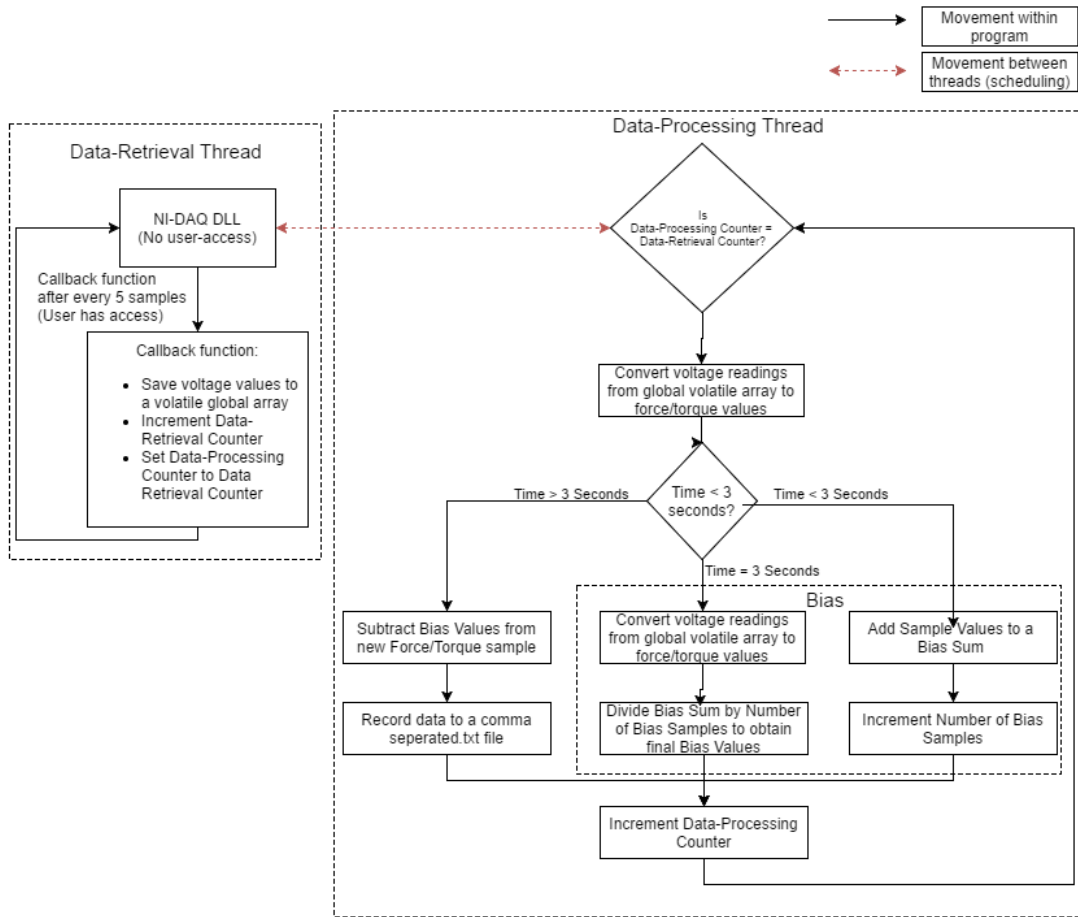 Movement within
program
Movement between
threads (scheduling)
Data-Retrieval Thread
NI-DAQ DLL
(No user-access)
Callback function
after every 5 samples
(User has access)
Callback function:
• Save voltage values to
a volatile global array
• Increment Data-
Retrieval Counter
• Set Data-Processing
Counter to Data
Retrieval Counter
Data-Processing Thread
Is
Data-Processing Counter =
Data-Retrieval Counter?
Convert voltage readings
from global volatile array to
force/torque values
Time < 3
seconds?
Time > 3 Seconds
Time < 3 Seconds
Time = 3 Seconds
Subtract Bias Values from
new Force/Torque sample
Record data to a comma
seperated.txt file
Bias
Convert voltage readings
from global volatile array to
force/torque values
Divide Bias Sum by Number
of Bias Samples to obtain
final Bias Values
Add Sample Values to a
Bias Sum
Increment Number of Bias
Samples
Increment Data-Processing
Counter